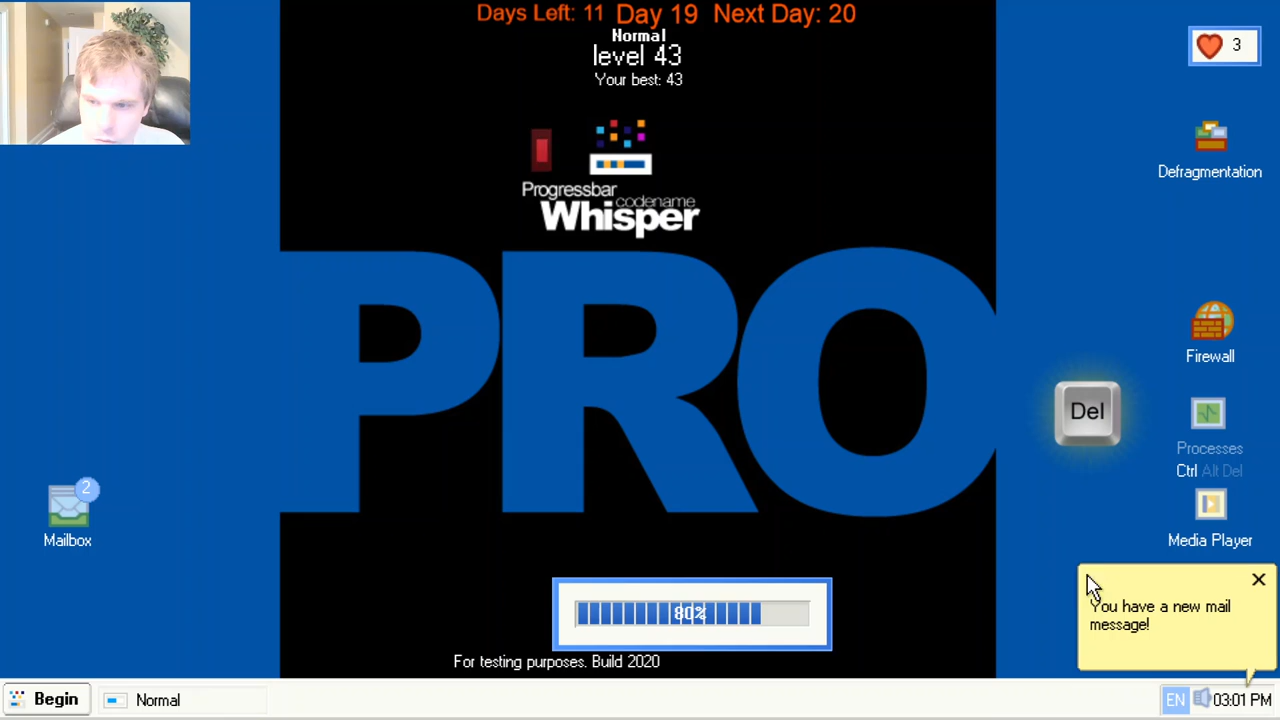 Days Left: 11 Day 19 Next Day: 20
Normal
level 43
Your best: 43
3
Defragmentation
Progressbar
codename
Whisper
PRO
Firewall
Del
Processes
Ctrl Alt Del
2
Mailbox
Media Player
You have a new mail
message!
80%
For testing purposes. Build 2020
Begin
Normal
EN
03:01 PM